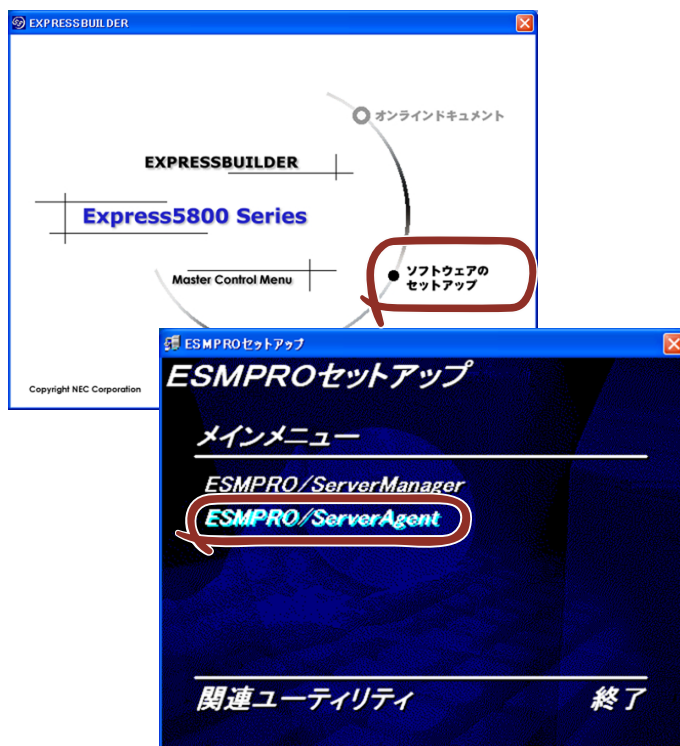 EXPRESSBUILDER
オンラインドキュメント
EXPRESSBUILDER
Express5800 Series
ソフトウェアの
セットアップ
Master Control Menu
Copyright NEC Corporation
ESMPROセットアップ
ESMPROセットアップ
メインメニュー
ESMPRO/ServerManager
ESMPRO/ServerAgent
関連ユーティリティ
終了